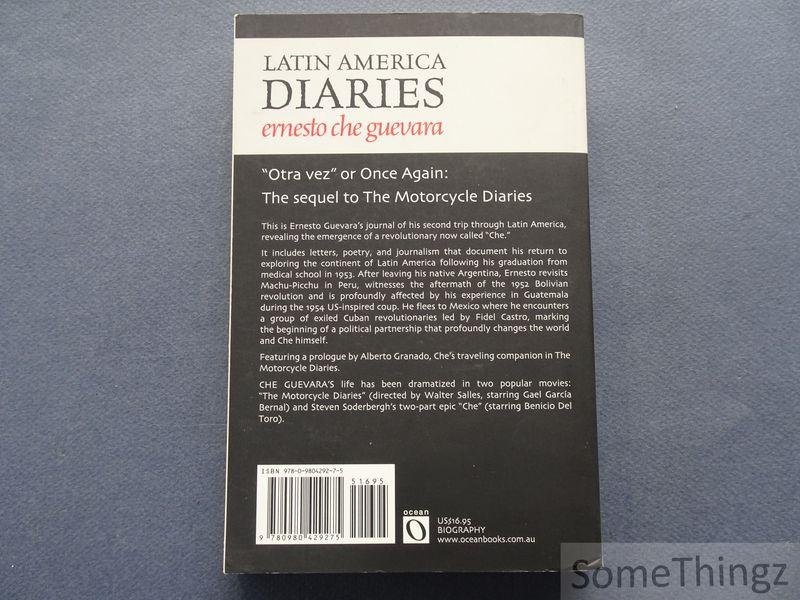 LATIN AMERICA
DIARIES
ernesto che guevara
"Otra vez" or Once Again:
The sequel to The Motorcycle Diaries
This is Ernesto Guevara's journal of his second trip through Latin America,
revealing the emergence of a revolutionary now called "Che."
It includes letters, poetry, and journalism that document his return to
exploring the continent of Latin America following his graduation from
medical school in 1953. After leaving his native Argentina, Ernesto revisits
Machu-Picchu in Peru, witnesses the aftermath of the 1952 Bolivian
revolution and is profoundly affected by his experience in Guatemala
during the 1954 US-inspired coup. He flees to Mexico where he encounters
a group of exiled Cuban revolutionaries led by Fidel Castro, marking
the beginning of a political partnership that profoundly changes the world
and Che himself.
Featuring a prologue by Alberto Granado, Che's traveling companion in The
Motorcycle Diaries.
CHE GUEVARA'S life has been dramatized in two popular movies:
"The Motorcycle Diaries" (directed by Walter Salles, starring Gael García
Bernal) and Steven Soderbergh's two-part epic "Che" (starring Benicio Del
Toro).
ISBN 978-0-9804292-7-5
51695
9 780980 429275
ocean
US$16.95
BIOGRAPHY
www.oceanbooks.com.au
SomeThingz